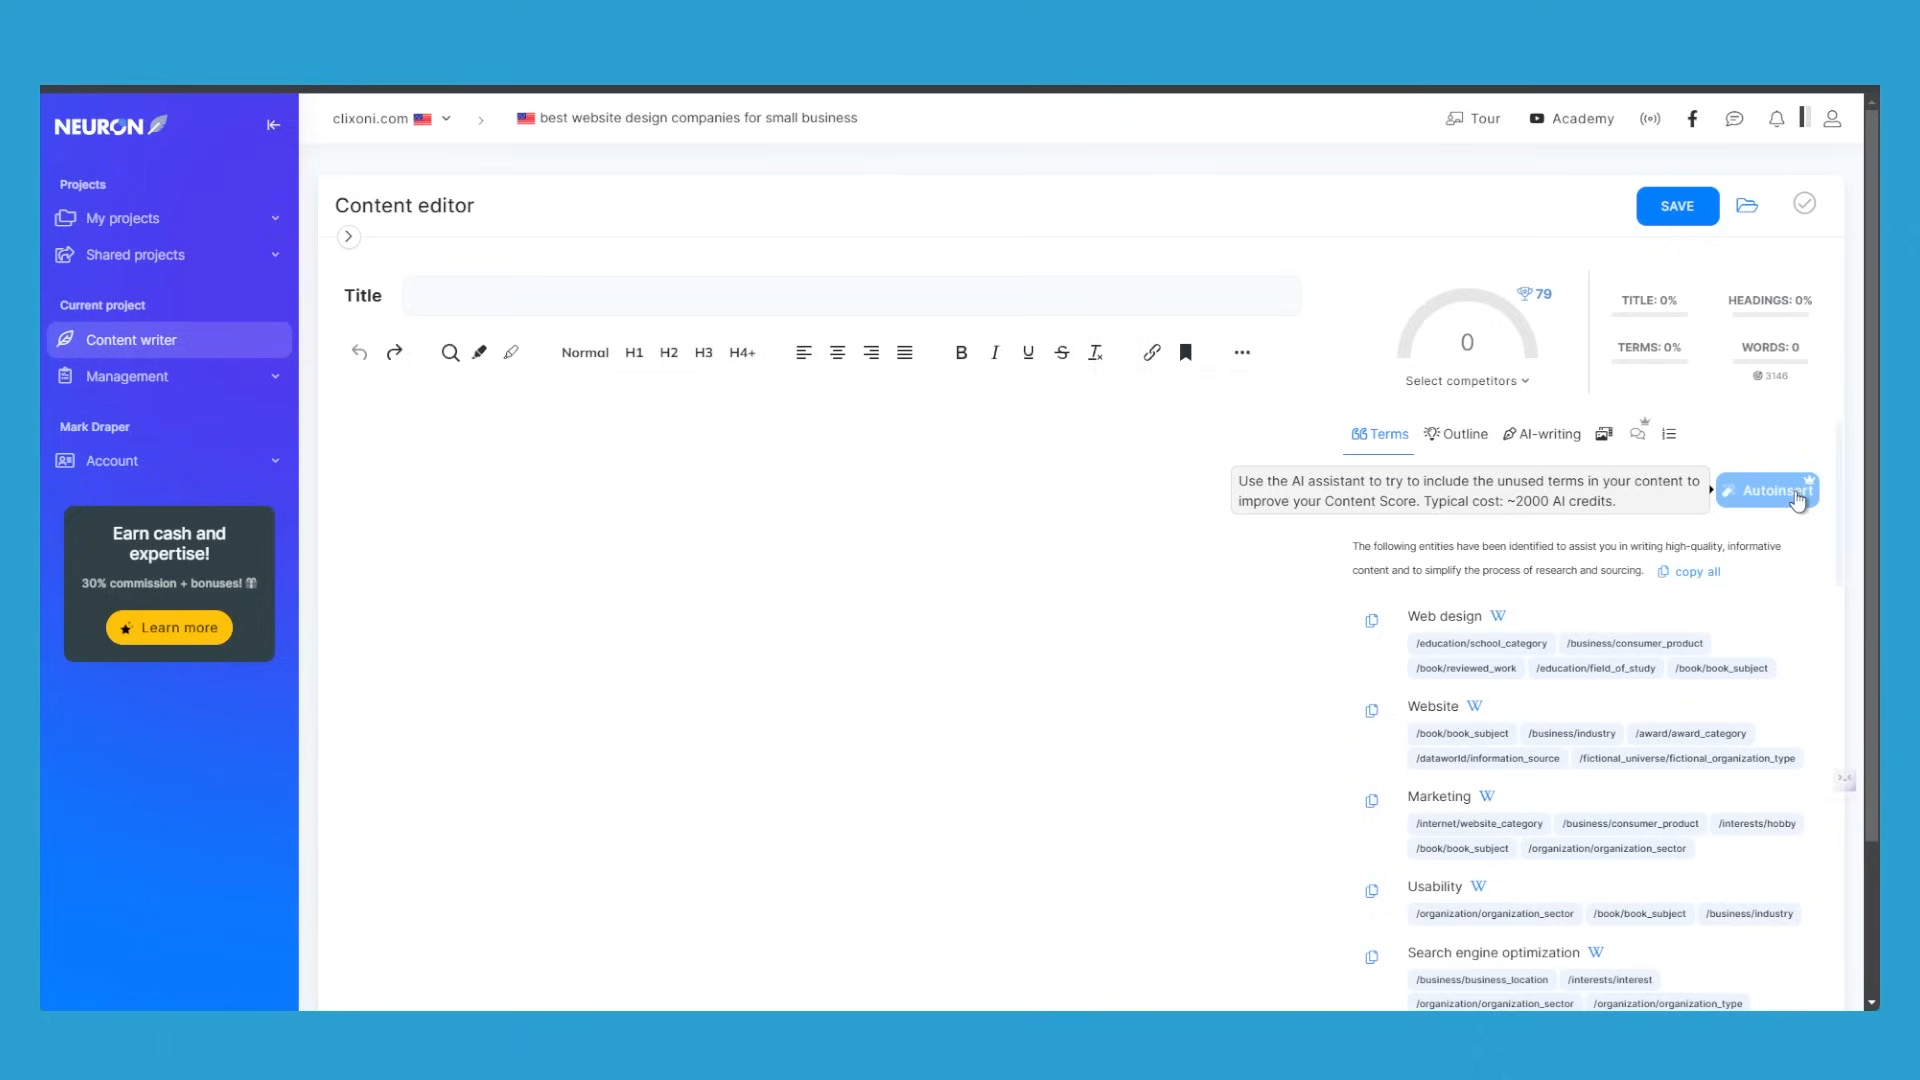 NEURON
clixoni.com
best website design companies for small business
Tour
Academy
Projects
My projects
Shared projects
Current project
Content writer
Management
Mark Draper
Account
Earn cash and
expertise!
30% commission + bonuses!
Learn more
Content editor
SAVE
Title
Normal H1 H2 H3 H4+
B I U S Tx
79
0
Select competitors
TITLE: 0%
HEADINGS: 0%
TERMS: 0%
WORDS: 0
3146
Terms
Outline
AI-writing
Use the AI assistant to try to include the unused terms in your content to
improve your Content Score. Typical cost: ~2000 AI credits.
Autoinsert
The following entities have been identified to assist you in writing high-quality, informative
content and to simplify the process of research and sourcing. copy all
Web design W
/education/school_category /business/consumer_product
/book/reviewed_work /education/field_of_study /book/book_subject
Website W
/book/book_subject /business/industry /award/award_category
/dataworld/information_source /fictional_universe/fictional_organization_type
Marketing W
/internet/website_category /business/consumer_product /interests/hobby
/book/book_subject /organization/organization_sector
Usability W
/organization/organization_sector /book/book_subject /business/industry
Search engine optimization W
/business/business_location /interests/interest
/organization/organization_sector /organization/organization_type